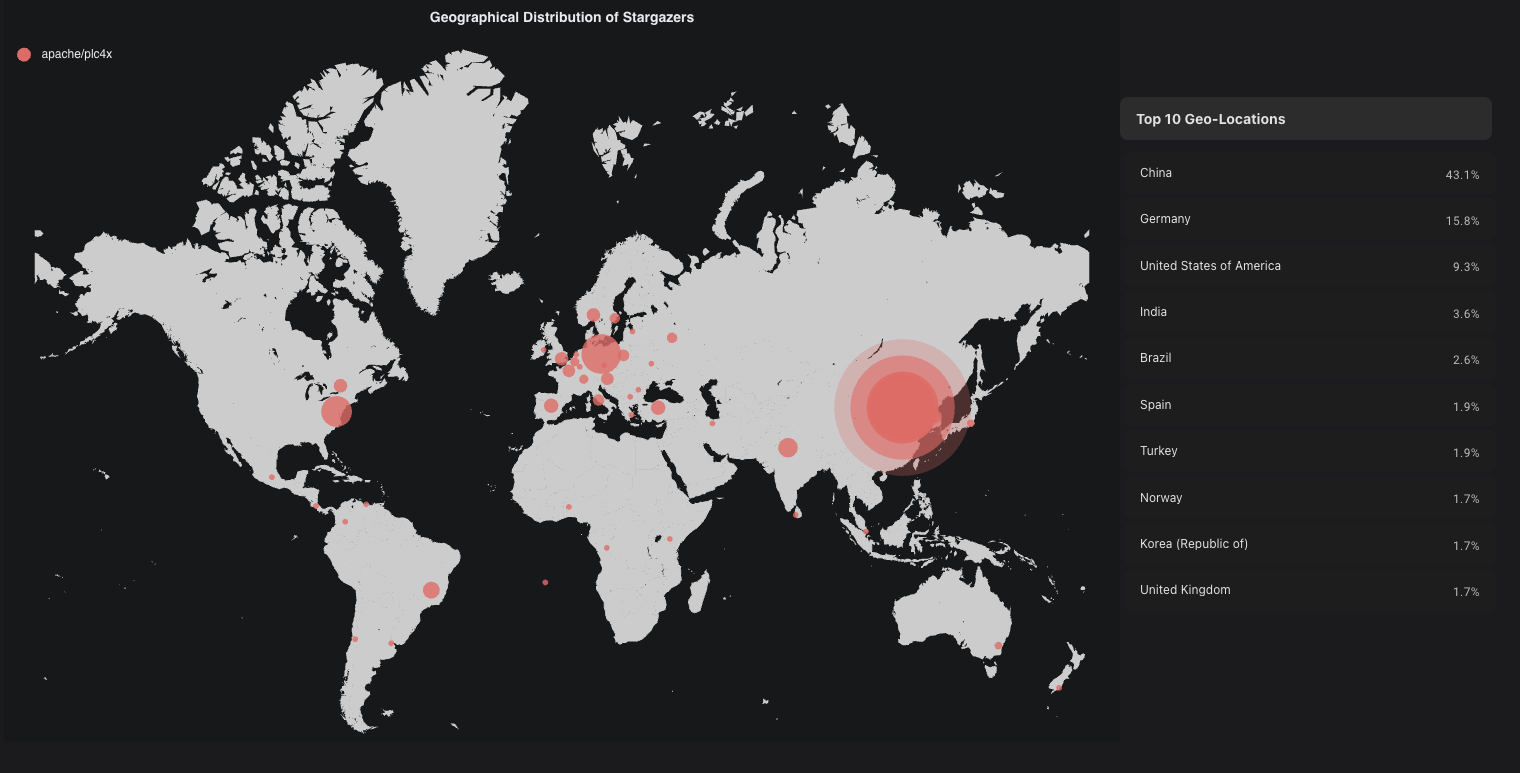 Geographical Distribution of Stargazers
apache/plc4x
Top 10 Geo-Locations
China 43.1%
Germany 15.8%
United States of America 9.3%
India 3.6%
Brazil 2.6%
Spain 1.9%
Turkey 1.9%
Norway 1.7%
Korea (Republic of) 1.7%
United Kingdom 1.7%